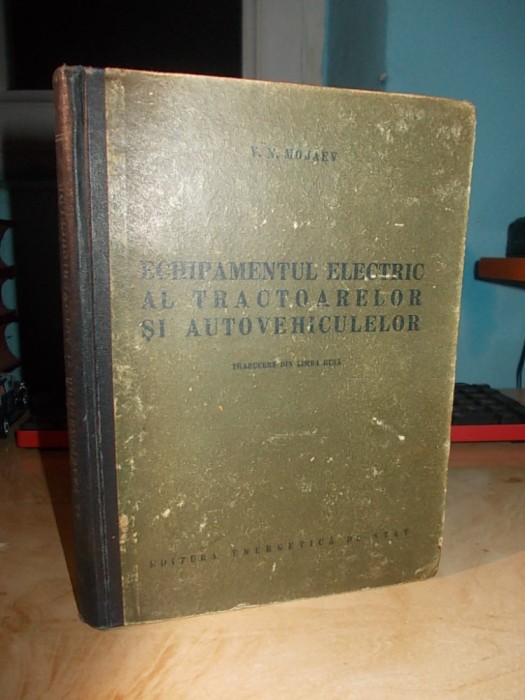 V. N. MOJAEV
ECHIPAMENTUL ELECTRIC
AL TRACTOARELOR
ȘI AUTOVEHICULELOR
TRADUCERE DIN LIMBA RUSĂ
EDITURA ENERGETICĂ DE STAT